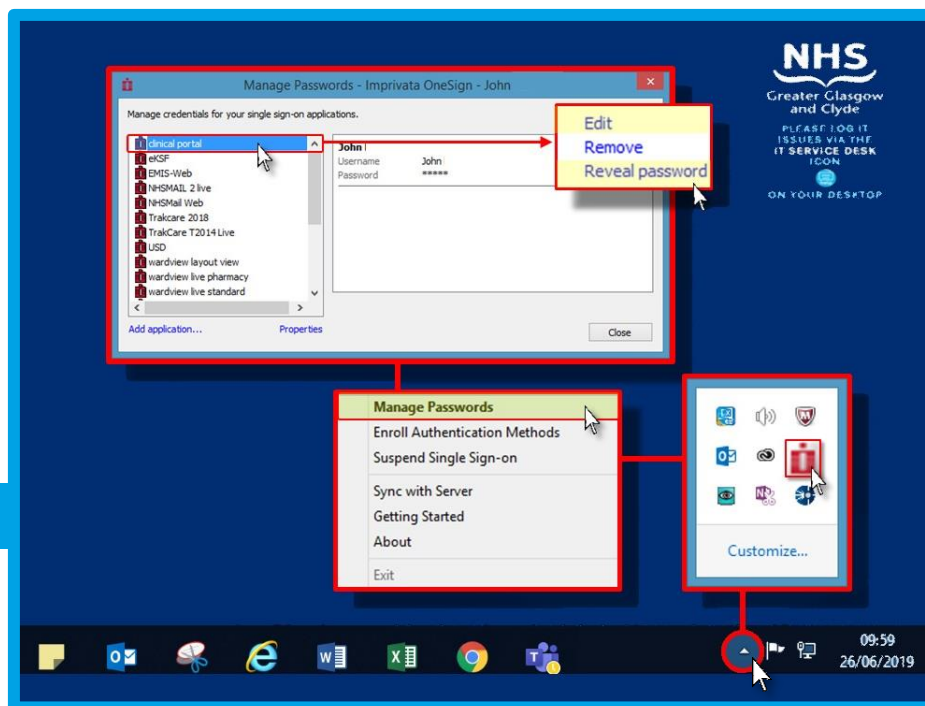 NHS
Greater Glasgow
and Clyde
PLEASE LOG IT
ISSUES VIA THE
IT SERVICE DESK
ICON
ON YOUR DESKTOP
Manage Passwords - Imprivata OneSign - John
Manage credentials for your single sign-on applications.
clinical portal
eKSF
EMIS-Web
NHSMAIL 2 live
NHSMail Web
Trakcare 2018
TrakCare T2014 Live
USD
wardview layout view
wardview live pharmacy
wardview live standard
Add application...
Properties
John
Username John
Password *****
Edit
Remove
Reveal password
Close
Manage Passwords
Enroll Authentication Methods
Suspend Single Sign-on
Sync with Server
Getting Started
About
Exit
Customize...
09:59
26/06/2019